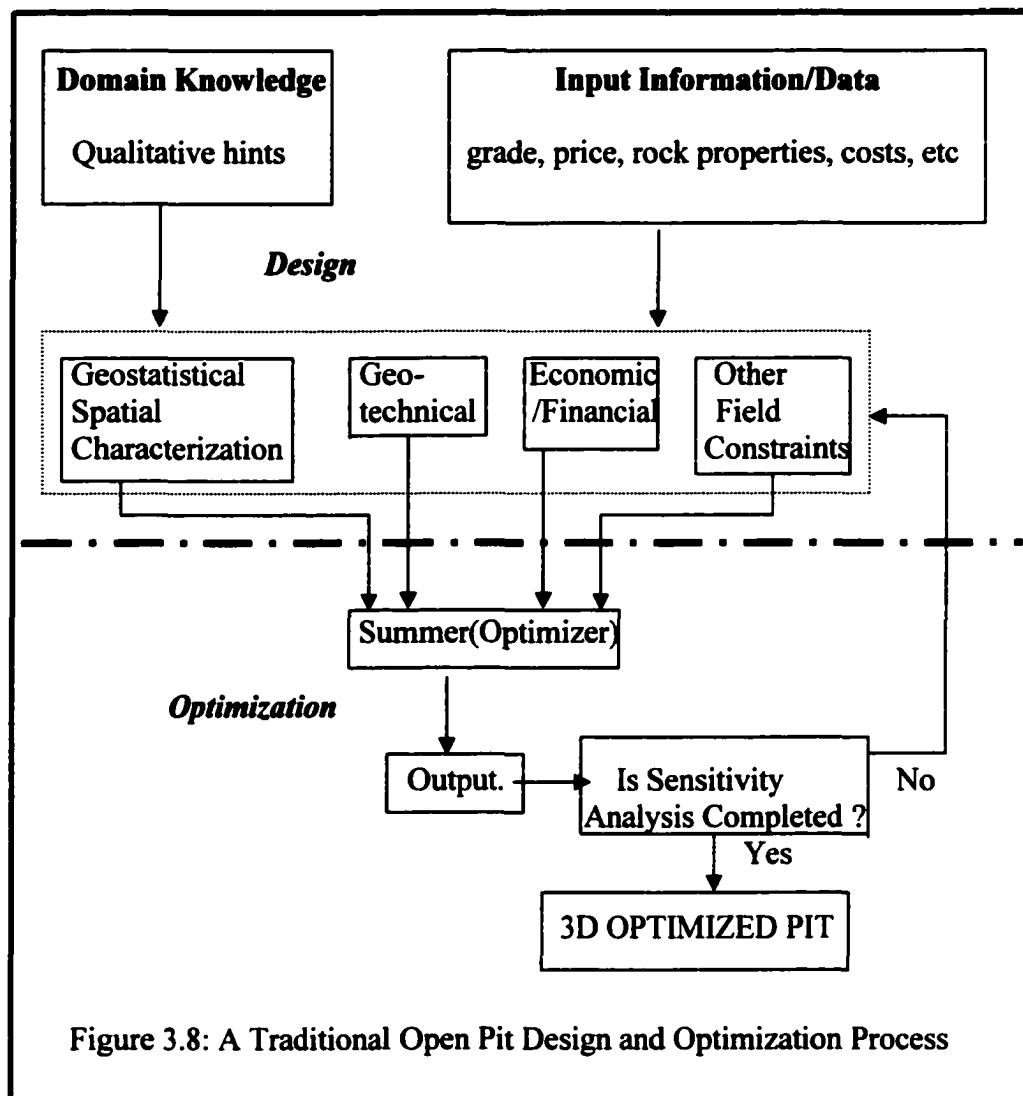 Domain Knowledge
Qualitative hints
Input Information/Data
grade, price, rock properties, costs, etc
Design
Geostatistical
Spatial
Characterization
Geo-
technical
Economic
/Financial
Other
Field
Constraints
Summer(Optimizer)
Optimization
Output.
Is Sensitivity
Analysis Completed ?
No
Yes
3D OPTIMIZED PIT
Figure 3.8: A Traditional Open Pit Design and Optimization Process